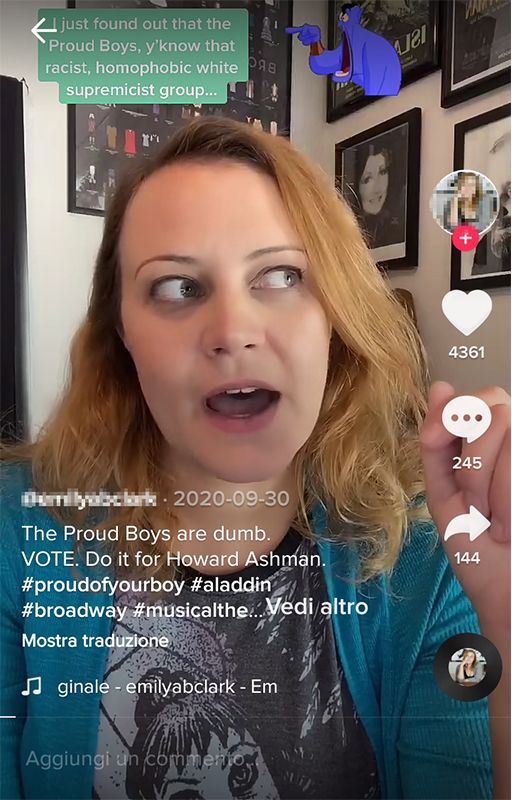 I just found out that the
Proud Boys, y'know that
racist, homophobic white
supremicist group...
4361
245
144
· 2020-09-30
The Proud Boys are dumb.
VOTE. Do it for Howard Ashman.
#proudofyourboy #aladdin
#broadway #musicalthe...Vedi altro
Mostra traduzione
ginale - emilyabclark - Em
Aggiungi un commento...